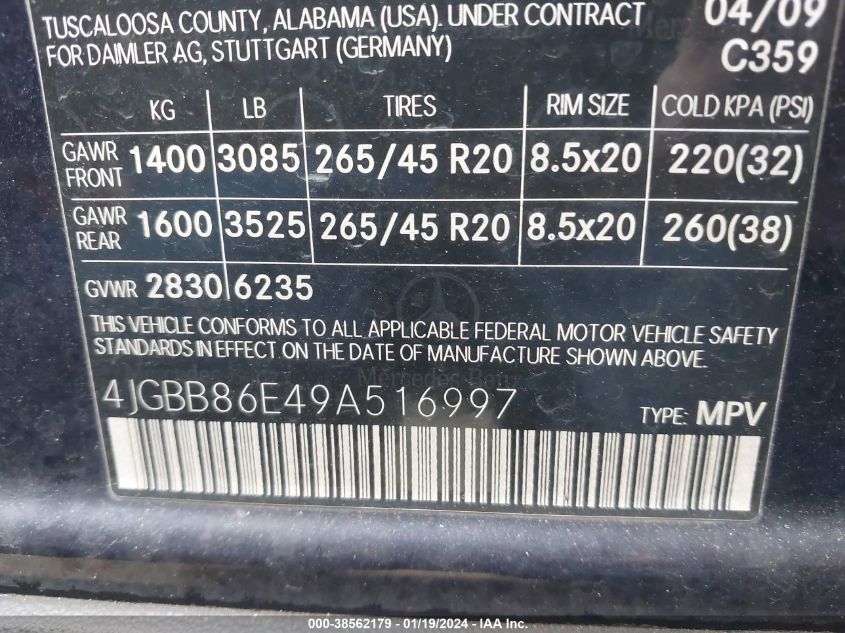 TUSCALOOSA COUNTY, ALABAMA (USA). UNDER CONTRACT 04/09
FOR DAIMLER AG, STUTTGART (GERMANY) C359
KG LB TIRES RIM SIZE COLD KPA (PSI)
GAWR FRONT 1400 3085 265/45 R20 8.5x20 220(32)
GAWR REAR 1600 3525 265/45 R20 8.5x20 260(38)
GVWR 2830 6235
THIS VEHICLE CONFORMS TO ALL APPLICABLE FEDERAL MOTOR VEHICLE SAFETY
STANDARDS IN EFFECT ON THE DATE OF MANUFACTURE SHOWN ABOVE.
4JGBB86E49A516997 TYPE: MPV
000-38562179 - 01/19/2024 - IAA Inc.